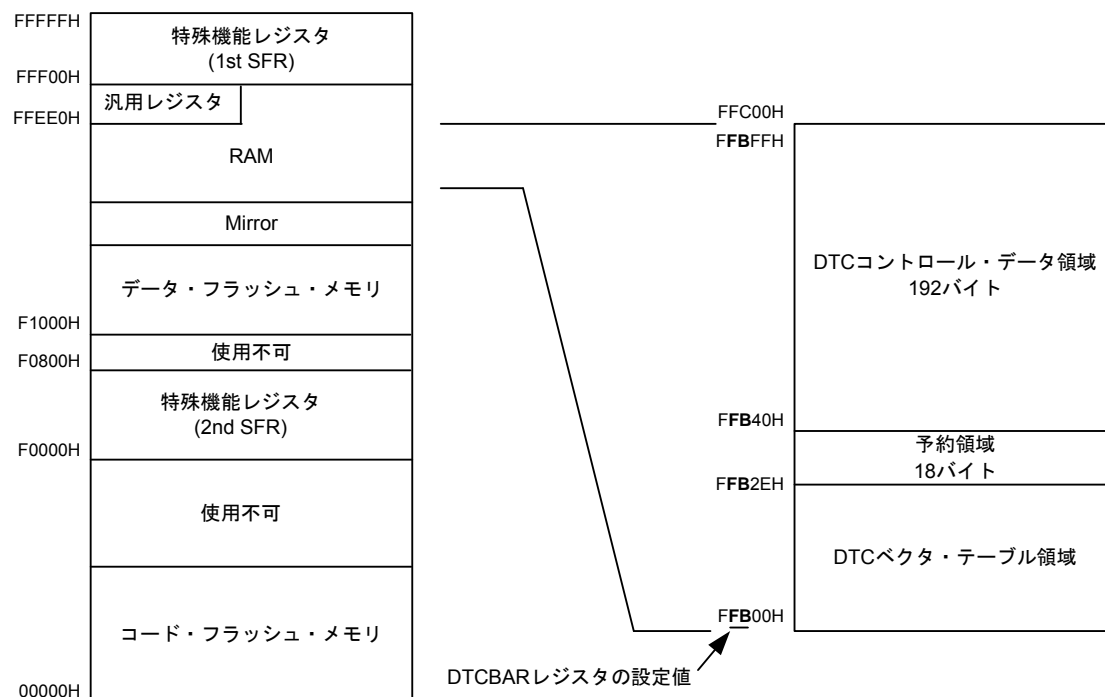 FFFFFH
特殊機能レジスタ
(1st SFR)
FFF00H
汎用レジスタ
FFEE0H
RAM
Mirror
データ・フラッシュ・メモリ
F1000H
使用不可
F0800H
特殊機能レジスタ
(2nd SFR)
F0000H
使用不可
コード・フラッシュ・メモリ
00000H
FFC00H
FFBFFH
DTCコントロール・データ領域
192バイト
FFB40H
予約領域
18バイト
FFB2EH
DTCベクタ・テーブル領域
FFB00H
DTCBARレジスタの設定値